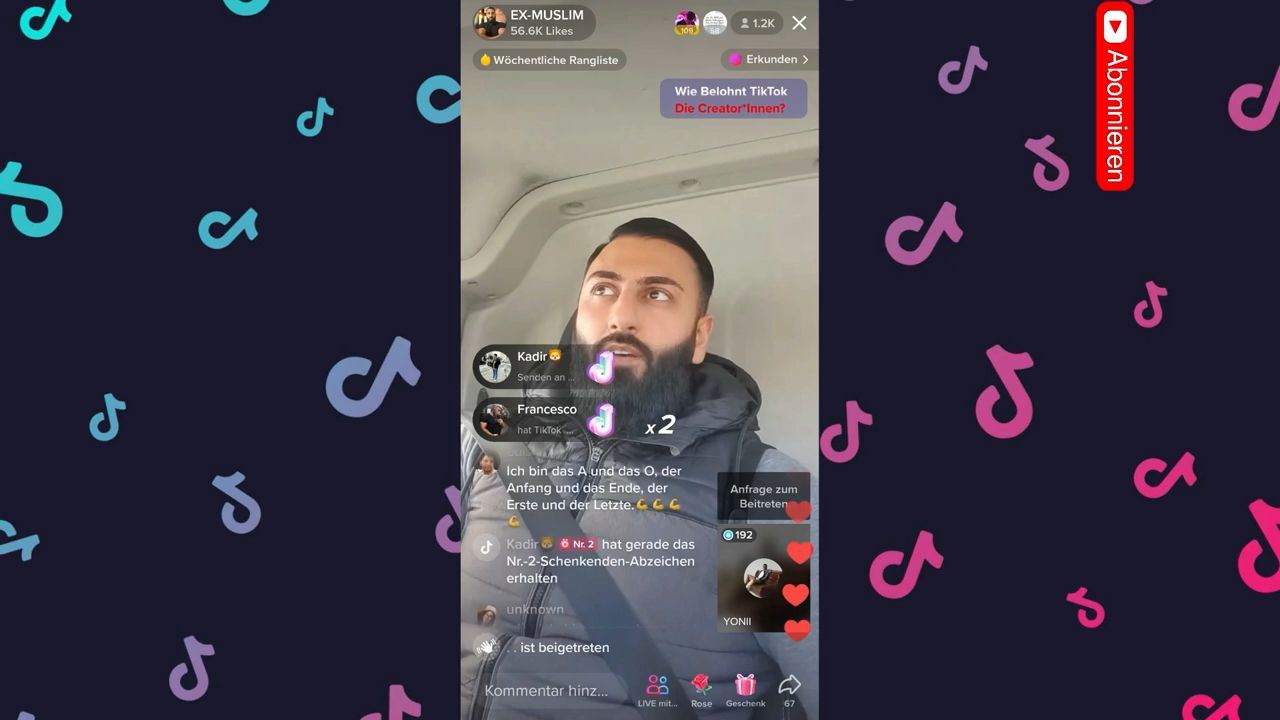 EX-MUSLIM
56.6K Likes
109
1.2K
Wöchentliche Rangliste
Erkunden
Wie Belohnt TikTok
Die Creator*Innen?
Abonnieren
Kadir
Senden an ...
Francesco
hat TikTok ...
x2
Ich bin das A und das O, der
Anfang und das Ende, der
Erste und der Letzte.💪💪💪
💪
Kadir Nr. 2 hat gerade das
Nr.-2-Schenkenden-Abzeichen
erhalten
unknown
. . ist beigetreten
Anfrage zum
Beitreten
192
YONII
Kommentar hinz...
LIVE mit...
Rose
Geschenk
67